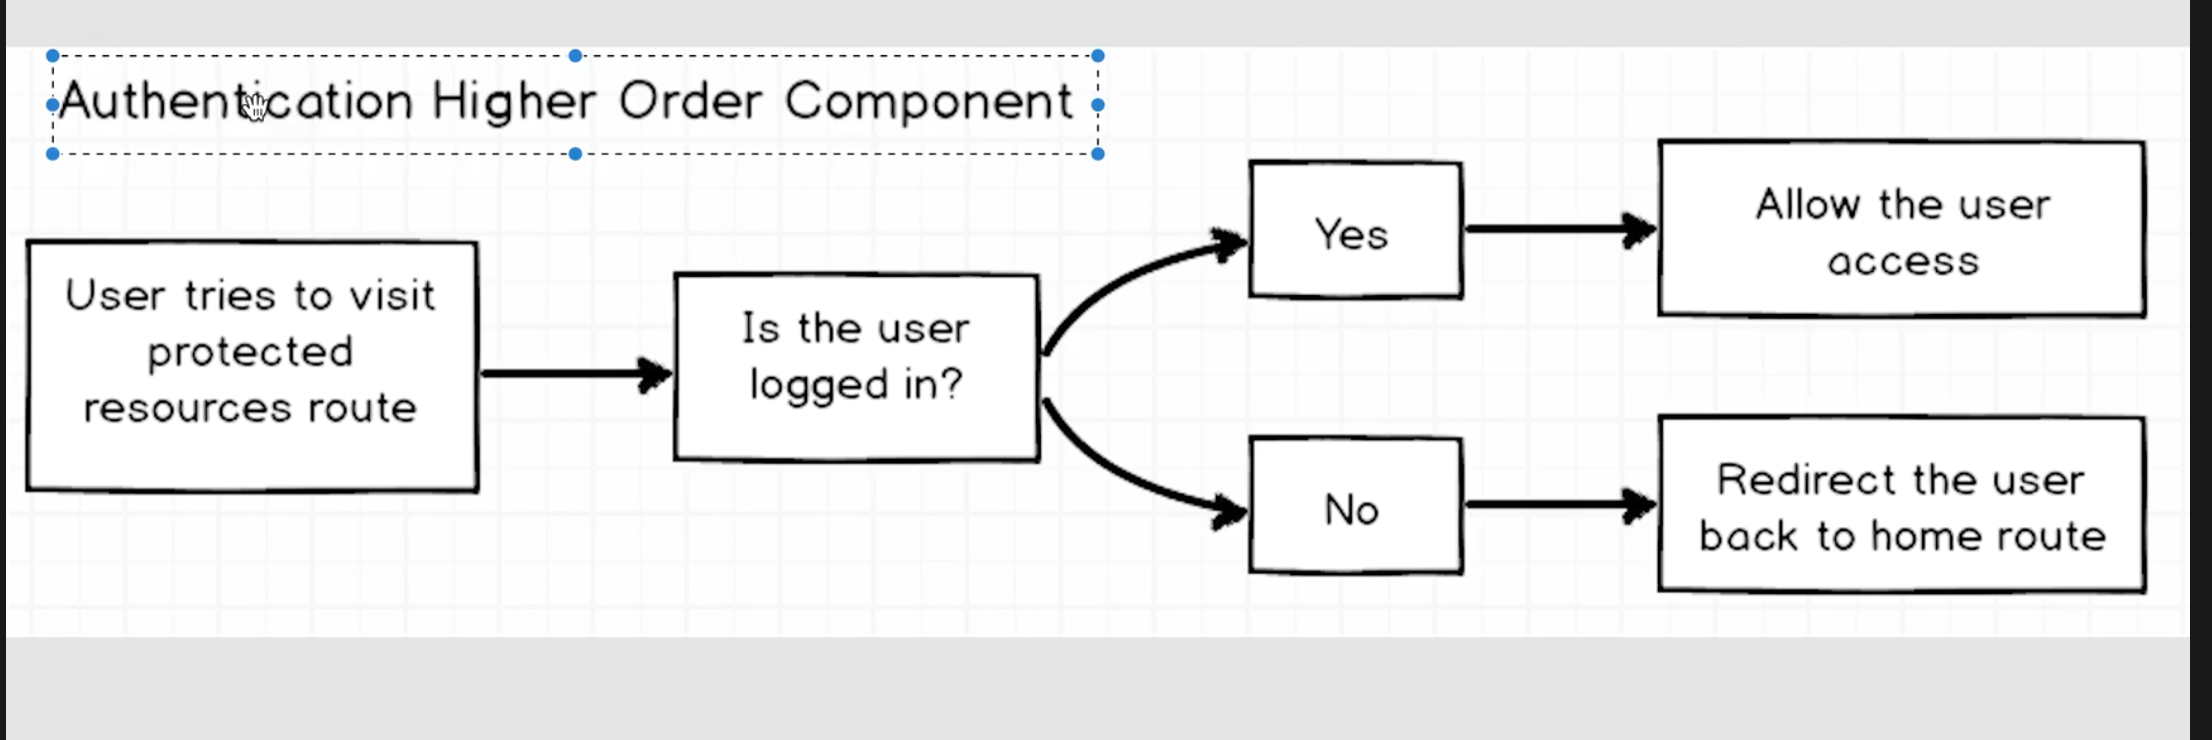 Authentication Higher Order Component
User tries to visit
protected
resources route
Is the user
logged in?
Yes
Allow the user
access
No
Redirect the user
back to home route